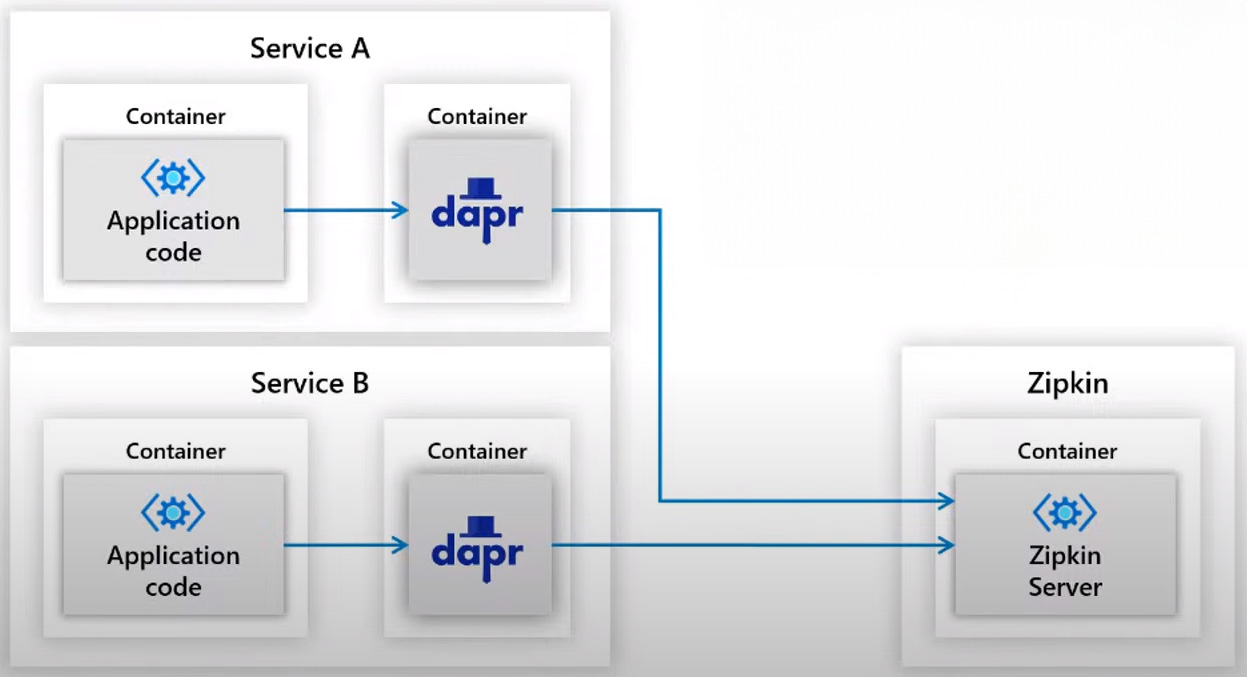 Service A
Container
Application
code
Container
dapr
Service B
Container
Application
code
Container
dapr
Zipkin
Container
Zipkin
Server